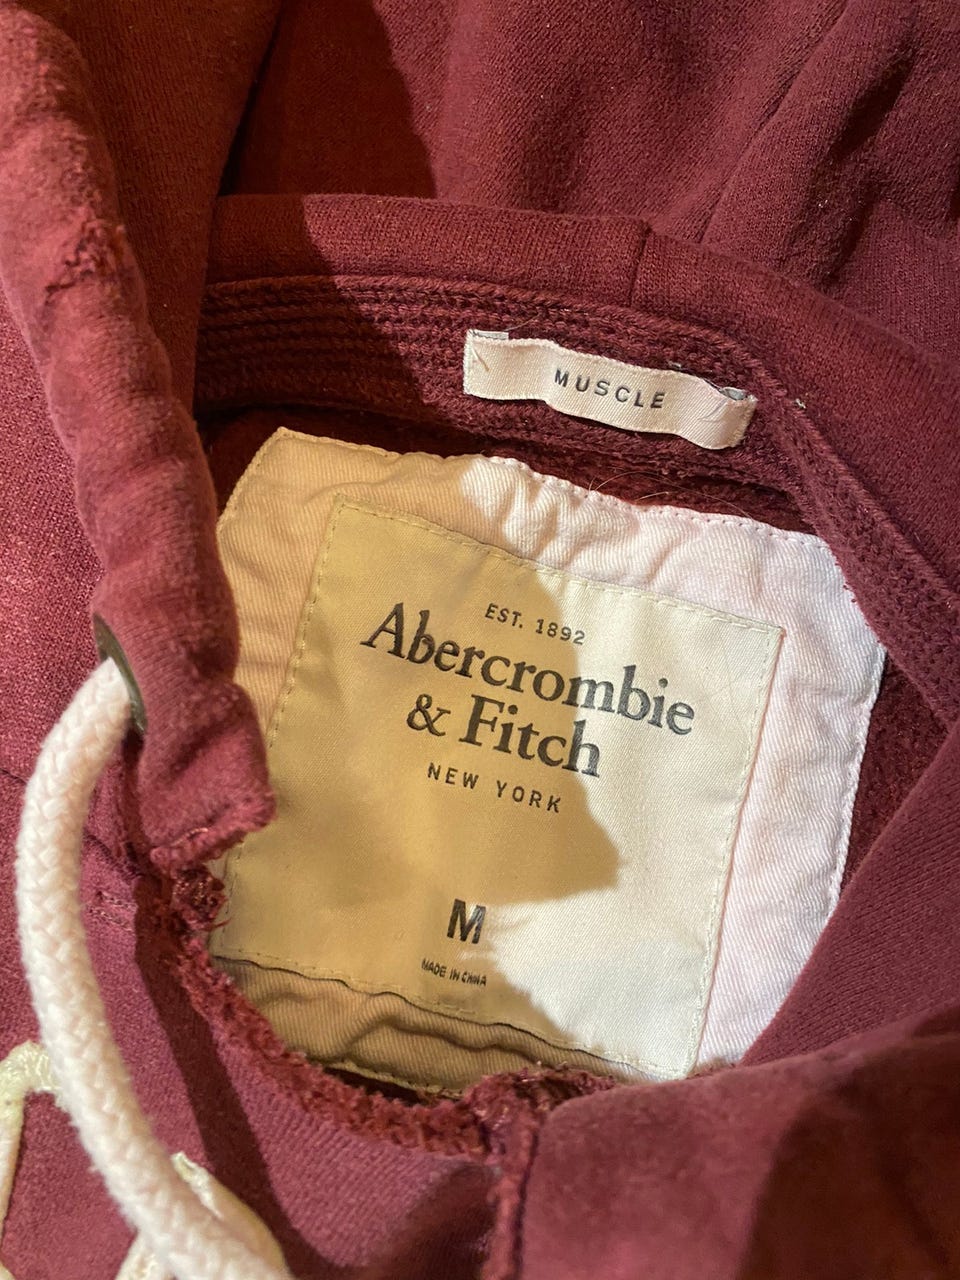 MUSCLE
EST. 1892
Abercrombie
& Fitch
NEW YORK
M
MADE IN CHINA